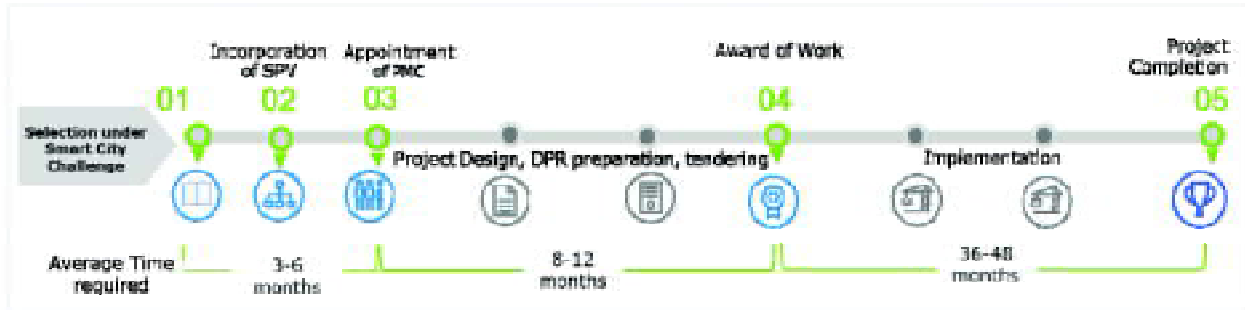 Incorporation
of SPV
Appointment
of PMC
Award of Work
Project
Completion
01
02
03
04
05
Selection under
Smart City
Challenge
Project Design, DPR preparation, tendering
Implementation
Average Time
required
3-6
months
8-12
months
36-48
months